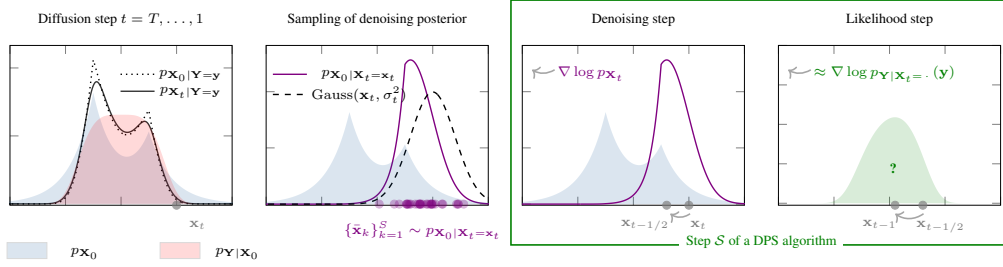 Diffusion step t = T, . . . , 1
p_{X_0|Y=y}
p_{X_t|Y=y}
x_t
p_{X_0}
p_{Y|X_0}
Sampling of denoising posterior
p_{X_0|X_t=x_t}
Gauss(x_t, σ_t^2)
{x̄_k}_{k=1}^S ∼ p_{X_0|X_t=x_t}
Denoising step
∇ log p_{X_t}
x_{t−1/2}
x_t
Likelihood step
≈ ∇ log p_{Y|X_t= ·}(y)
?
x_{t−1}
x_{t−1/2}
Step S of a DPS algorithm